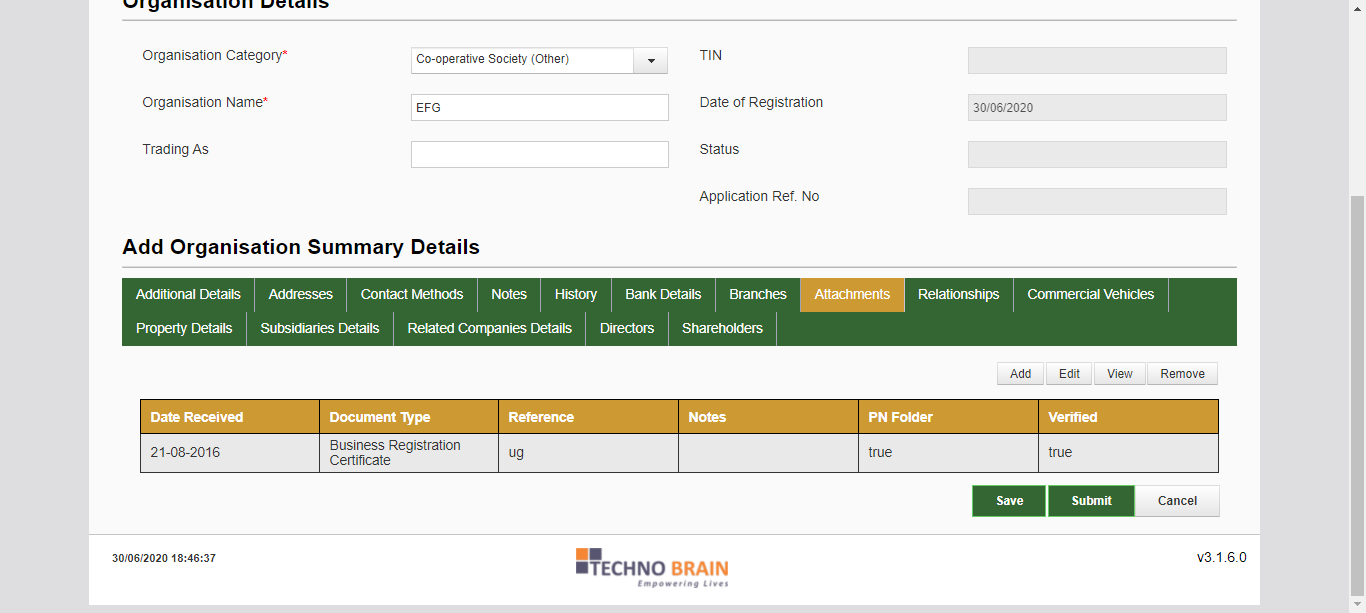 Organisation Details
Organisation Category*
Co-operative Society (Other)
TIN
Organisation Name*
EFG
Date of Registration
30/06/2020
Trading As
Status
Application Ref. No
Add Organisation Summary Details
Additional Details Addresses Contact Methods Notes History Bank Details Branches Attachments Relationships Commercial Vehicles
Property Details Subsidiaries Details Related Companies Details Directors Shareholders
Add Edit View Remove
Date Received Document Type Reference Notes PN Folder Verified
21-08-2016 Business Registration Certificate ug true true
Save Submit Cancel
30/06/2020 18:46:37
TECHNO BRAIN
Empowering Lives
v3.1.6.0